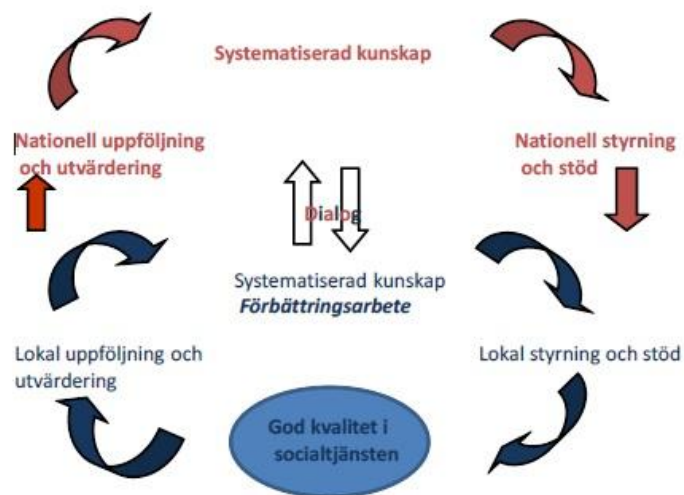 Systematiserad kunskap
Nationell uppföljning
och utvärdering
Nationell styrning
och stöd
Dialog
Systematiserad kunskap
Förbättringsarbete
Lokal uppföljning och
utvärdering
Lokal styrning och stöd
God kvalitet i
socialtjänsten